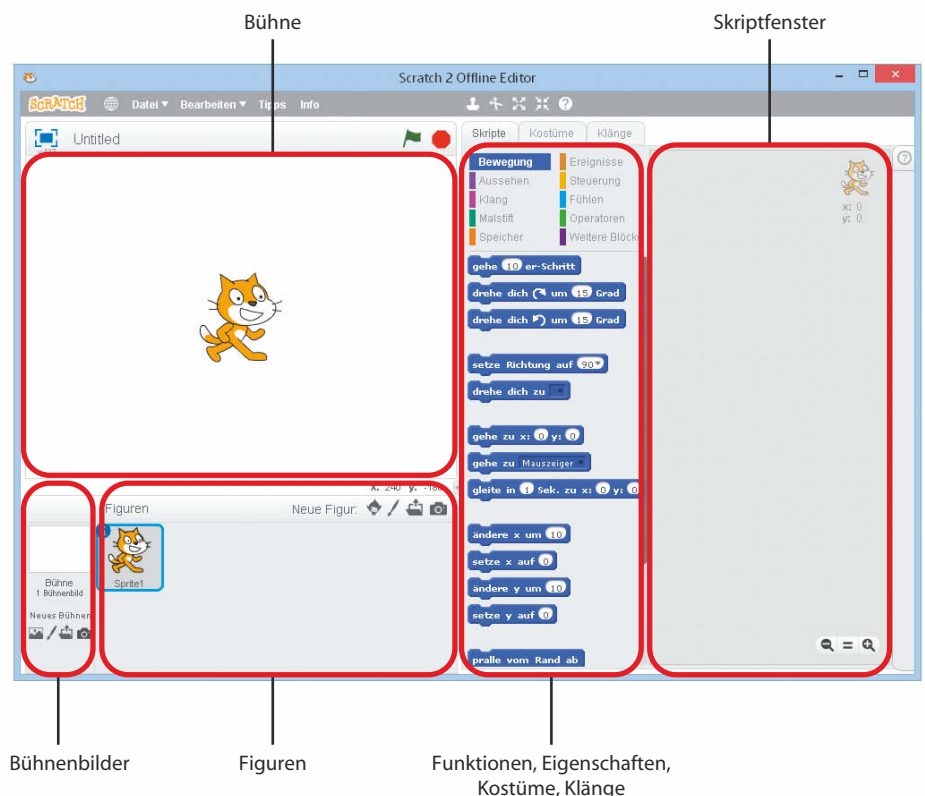 Bühne
Skriptfenster
Scratch 2 Offline Editor
SCRATCH Datei Bearbeiten Tipps Info
Untitled
Skripte Kostüme Klänge
Bewegung Ereignisse
Aussehen Steuerung
Klang Fühlen
Malstift Operatoren
Speicher Weitere Blöcke
x: 0
y: 0
gehe 10 er-Schritt
drehe dich um 15 Grad
drehe dich um 15 Grad
setze Richtung auf 90
drehe dich zu
gehe zu x: 0 y: 0
gehe zu Mauszeiger
gleite in 1 Sek. zu x: 0 y: 0
ändere x um 10
setze x auf 0
ändere y um 10
setze y auf 0
pralle vom Rand ab
x: 240 y: -180
Figuren Neue Figur:
Sprite1
Bühne
1 Bühnenbild
Neues Bühnen
Bühnenbilder
Figuren
Funktionen, Eigenschaften,
Kostüme, Klänge